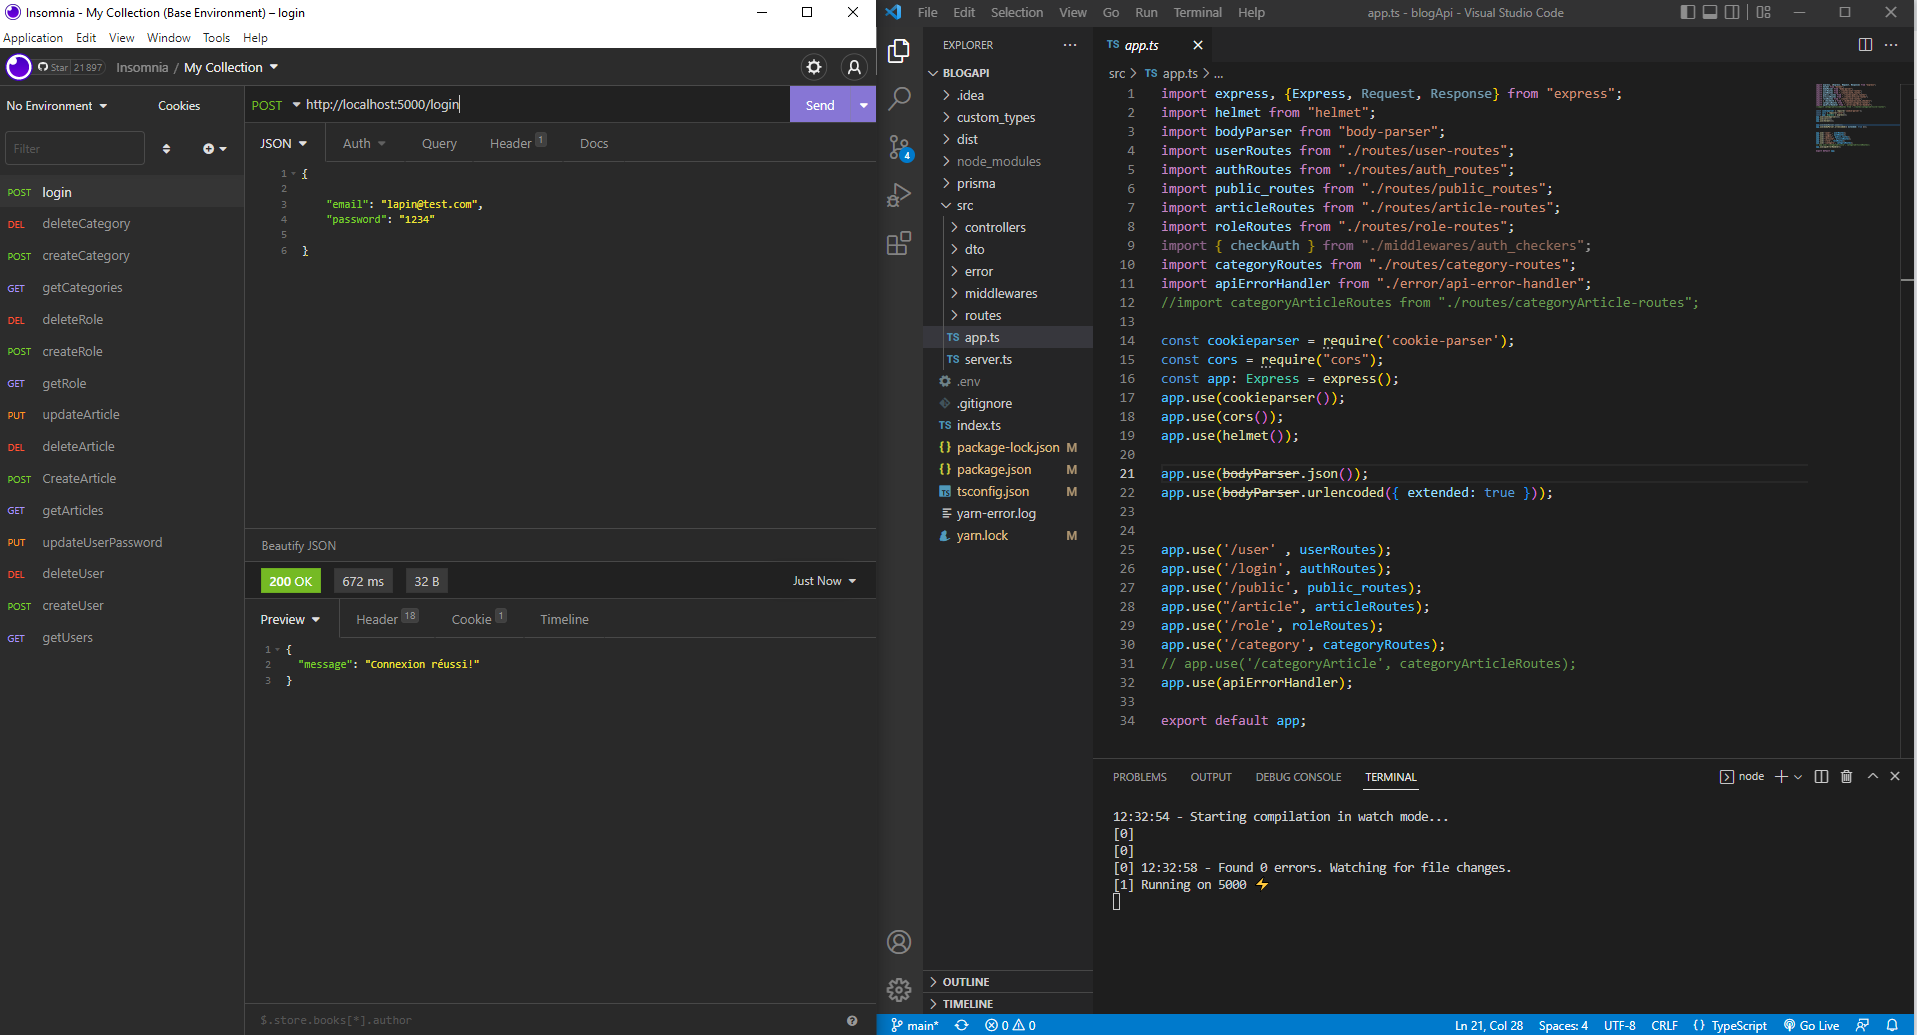 Insomnia - My Collection (Base Environment) – login
Application Edit View Window Tools Help
Star 21 897 Insomnia / My Collection
No Environment Cookies
Filter
POST login
DEL deleteCategory
POST createCategory
GET getCategories
DEL deleteRole
POST createRole
GET getRole
PUT updateArticle
DEL deleteArticle
POST CreateArticle
GET getArticles
PUT updateUserPassword
DEL deleteUser
POST createUser
GET getUsers
POST http://localhost:5000/login Send
JSON Auth Query Header 1 Docs
1 {
2
3 "email": "lapin@test.com",
4 "password": "1234"
5
6 }
Beautify JSON
200 OK 672 ms 32 B Just Now
Preview Header 18 Cookie 1 Timeline
1 {
2 "message": "Connexion réussi!"
3 }
$.store.books[*].author
File Edit Selection View Go Run Terminal Help app.ts - blogApi - Visual Studio Code
4
EXPLORER
BLOGAPI
.idea
custom_types
dist
node_modules
prisma
src
controllers
dto
error
middlewares
routes
TS app.ts
TS server.ts
.env
.gitignore
TS index.ts
{} package-lock.json M
{} package.json M
tsconfig.json M
yarn-error.log
yarn.lock M
OUTLINE
TIMELINE
TS app.ts
src > TS app.ts > ...
1 import express, {Express, Request, Response} from "express";
2 import helmet from "helmet";
3 import bodyParser from "body-parser";
4 import userRoutes from "./routes/user-routes";
5 import authRoutes from "./routes/auth_routes";
6 import public_routes from "./routes/public_routes";
7 import articleRoutes from "./routes/article-routes";
8 import roleRoutes from "./routes/role-routes";
9 import { checkAuth } from "./middlewares/auth_checkers";
10 import categoryRoutes from "./routes/category-routes";
11 import apiErrorHandler from "./error/api-error-handler";
12 //import categoryArticleRoutes from "./routes/categoryArticle-routes";
13
14 const cookieparser = require('cookie-parser');
15 const cors = require("cors");
16 const app: Express = express();
17 app.use(cookieparser());
18 app.use(cors());
19 app.use(helmet());
20
21 app.use(bodyParser.json());
22 app.use(bodyParser.urlencoded({ extended: true }));
23
24
25 app.use('/user' , userRoutes);
26 app.use('/login', authRoutes);
27 app.use('/public', public_routes);
28 app.use("/article", articleRoutes);
29 app.use('/role', roleRoutes);
30 app.use('/category', categoryRoutes);
31 // app.use('/categoryArticle', categoryArticleRoutes);
32 app.use(apiErrorHandler);
33
34 export default app;
PROBLEMS OUTPUT DEBUG CONSOLE TERMINAL node
12:32:54 - Starting compilation in watch mode...
[0]
[0]
[0] 12:32:58 - Found 0 errors. Watching for file changes.
[1] Running on 5000 ⚡
main* 0 0 Ln 21, Col 28 Spaces: 4 UTF-8 CRLF {} TypeScript Go Live